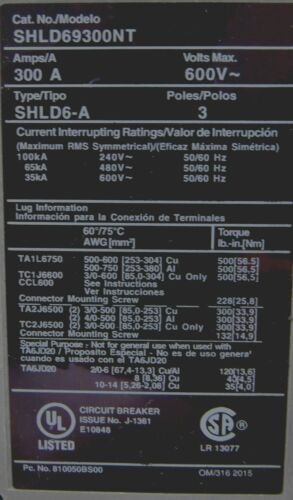 Cat. No./Modelo
SHLD69300NT
Amps/A Volts Max.
300 A 600V~
Type/Tipo Poles/Polos
SHLD6-A 3
Current Interrupting Ratings/Valor de Interrupción
(Maximum RMS Symmetrical)/(Eficaz Máxima Simétrica)
100kA 240V~ 50/60 Hz
65kA 480V~ 50/60 Hz
35kA 600V~ 50/60 Hz
Lug Information
Información para la Conexión de Terminales
60°/75°C Torque
AWG [mm²] lb.-in.[Nm]
TA1L6750 500-600 [253-304] Cu 500[56,5]
500-750 [253-380] Al 500[56,5]
TC1J6600 3/0-600 [85,0-304] Cu Only 500[56,5]
CCL600 See Instructions
Ver Instrucciones
Connector Mounting Screw 228[25,8]
TA2J6500 (2) 3/0-500 [85,0-253] Cu 300[33,9]
(2) 4/0-500 Al 300[33,9]
TC2J6500 (2) 3/0-500 [85,0-253] Cu Only 300[33,9]
Connector Mounting Screw 132[14,9]
Special Purpose - Not for general use when used with
TA6JD20 / Propósito Especial - No es de uso general
cuando es usado con el TA6JD20
TA6JD20 2/0-6 [67,4-13,3] Cu/Al 120[13,6]
8 [8,36] Cu 40[4,5]
10-14 [5,26-2,08] Cu 35[4,0]
UL
LISTED
CIRCUIT BREAKER
ISSUE No. J-1361
E10848
SA
LR 13077
Pc. No. 810050BS00 OM/316 2015